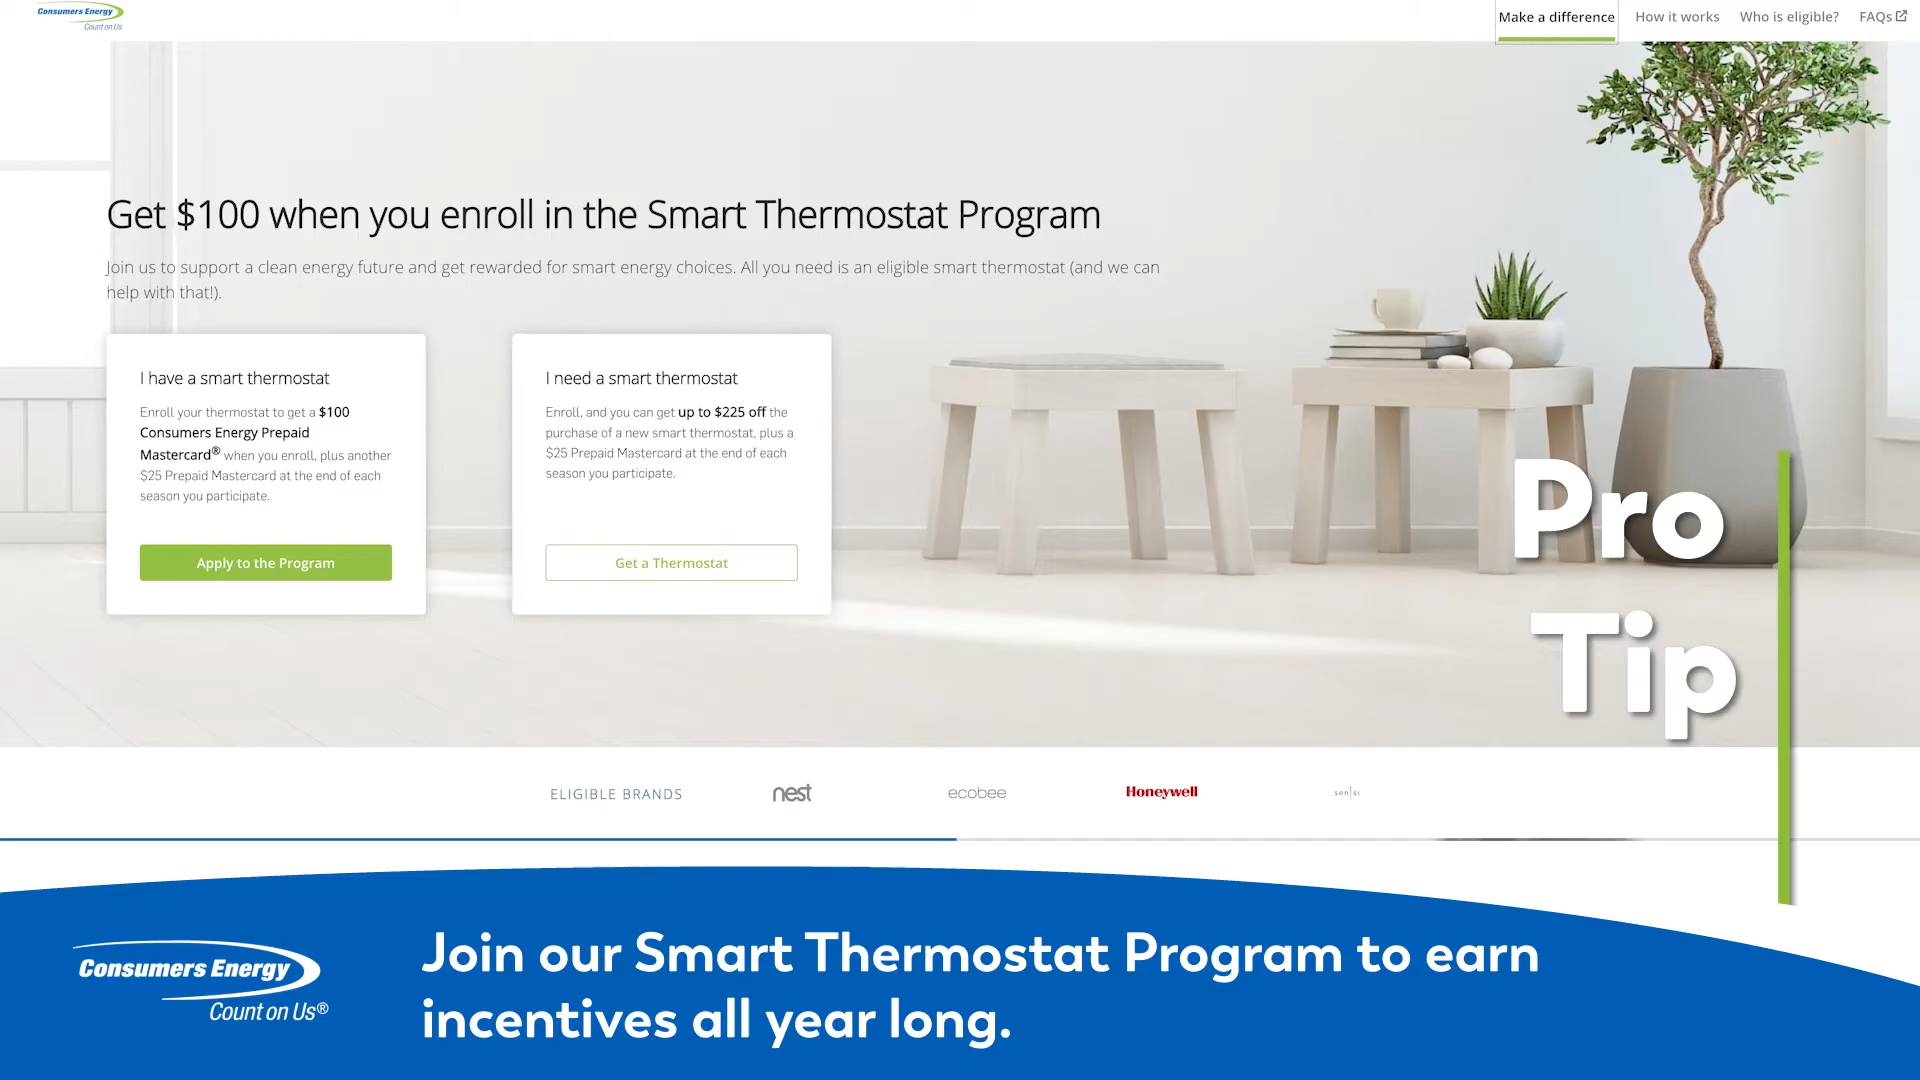 Consumers Energy
Count on Us
Make a difference
How it works
Who is eligible?
FAQs
Get $100 when you enroll in the Smart Thermostat Program
Join us to support a clean energy future and get rewarded for smart energy choices. All you need is an eligible smart thermostat (and we can
help with that!).
I have a smart thermostat
Enroll your thermostat to get a $100
Consumers Energy Prepaid
Mastercard® when you enroll, plus another
$25 Prepaid Mastercard at the end of each
season you participate.
Apply to the Program
I need a smart thermostat
Enroll, and you can get up to $225 off the
purchase of a new smart thermostat, plus a
$25 Prepaid Mastercard at the end of each
season you participate.
Get a Thermostat
Pro
Tip
ELIGIBLE BRANDS
nest
ecobee
Honeywell
sensi
Consumers Energy
Count on Us®
Join our Smart Thermostat Program to earn
incentives all year long.